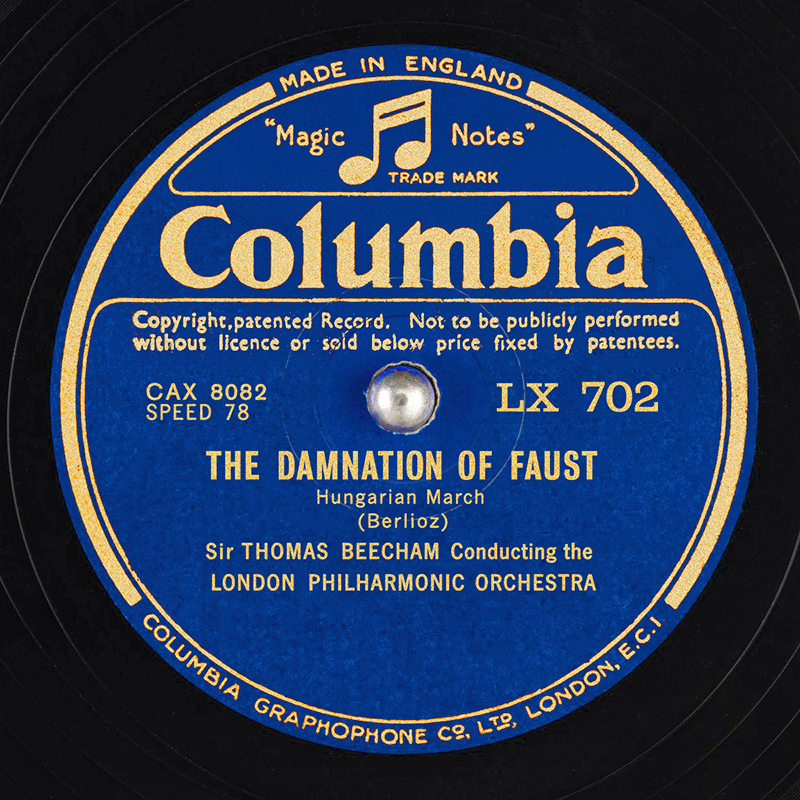 MADE IN ENGLAND
"Magic Notes"
TRADE MARK
Columbia
Copyright, patented Record. Not to be publicly performed
without licence or sold below price fixed by patentees.
CAX 8082
SPEED 78
LX 702
THE DAMNATION OF FAUST
Hungarian March
(Berlioz)
Sir THOMAS BEECHAM Conducting the
LONDON PHILHARMONIC ORCHESTRA
COLUMBIA GRAPHOPHONE CO, LTD, LONDON, E.C.1